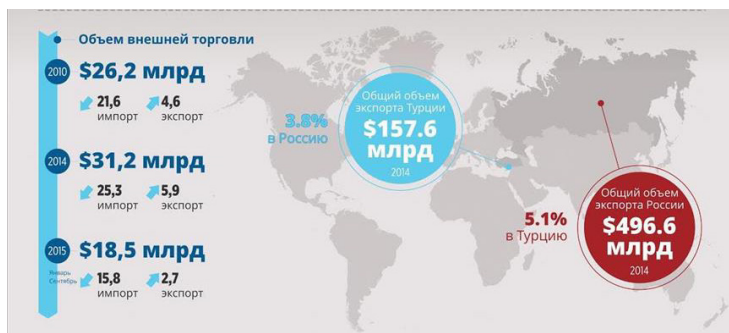 Объем внешней торговли
2010
$26,2 млрд
21,6
импорт
4,6
экспорт
2014
$31,2 млрд
25,3
импорт
5,9
экспорт
2015
Январь
Сентябрь
$18,5 млрд
15,8
импорт
2,7
экспорт
3.8%
в Россию
Общий объем
экспорта Турции
$157.6
млрд
2014
5.1%
в Турцию
Общий объем
экспорта России
$496.6
млрд
2014